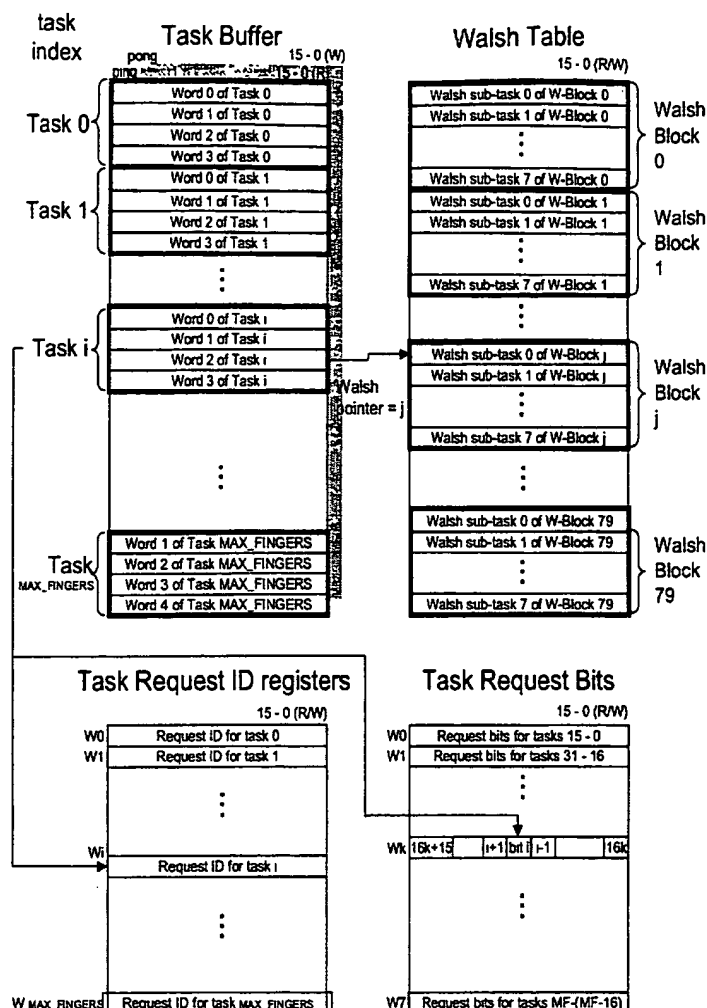 task
index
Task Buffer
pong
15 - 0 (W)
ping
15 - 0 (R
Task 0
Word 0 of Task 0
Word 1 of Task 0
Word 2 of Task 0
Word 3 of Task 0
Task 1
Word 0 of Task 1
Word 1 of Task 1
Word 2 of Task 1
Word 3 of Task 1
Task i
Word 0 of Task i
Word 1 of Task i
Word 2 of Task i
Word 3 of Task i
Walsh
pointer = j
Task
MAX_FINGERS
Word 1 of Task MAX_FINGERS
Word 2 of Task MAX_FINGERS
Word 3 of Task MAX_FINGERS
Word 4 of Task MAX_FINGERS
Walsh Table
15 - 0 (R/W)
Walsh sub-task 0 of W-Block 0
Walsh sub-task 1 of W-Block 0
Walsh sub-task 7 of W-Block 0
Walsh
Block
0
Walsh sub-task 0 of W-Block 1
Walsh sub-task 1 of W-Block 1
Walsh sub-task 7 of W-Block 1
Walsh
Block
1
Walsh sub-task 0 of W-Block j
Walsh sub-task 1 of W-Block j
Walsh sub-task 7 of W-Block j
Walsh
Block
j
Walsh sub-task 0 of W-Block 79
Walsh sub-task 1 of W-Block 79
Walsh sub-task 7 of W-Block 79
Walsh
Block
79
Task Request ID registers
15 - 0 (R/W)
W0 Request ID for task 0
W1 Request ID for task 1
Wi
Request ID for task i
W MAX_FINGERS Request ID for task MAX_FINGERS
Task Request Bits
15 - 0 (R/W)
W0 Request bits for tasks 15 - 0
W1 Request bits for tasks 31 - 16
Wk 16k+15 i+1 bit i i-1 16k
W7 Request bits for tasks MF-(MF-16)